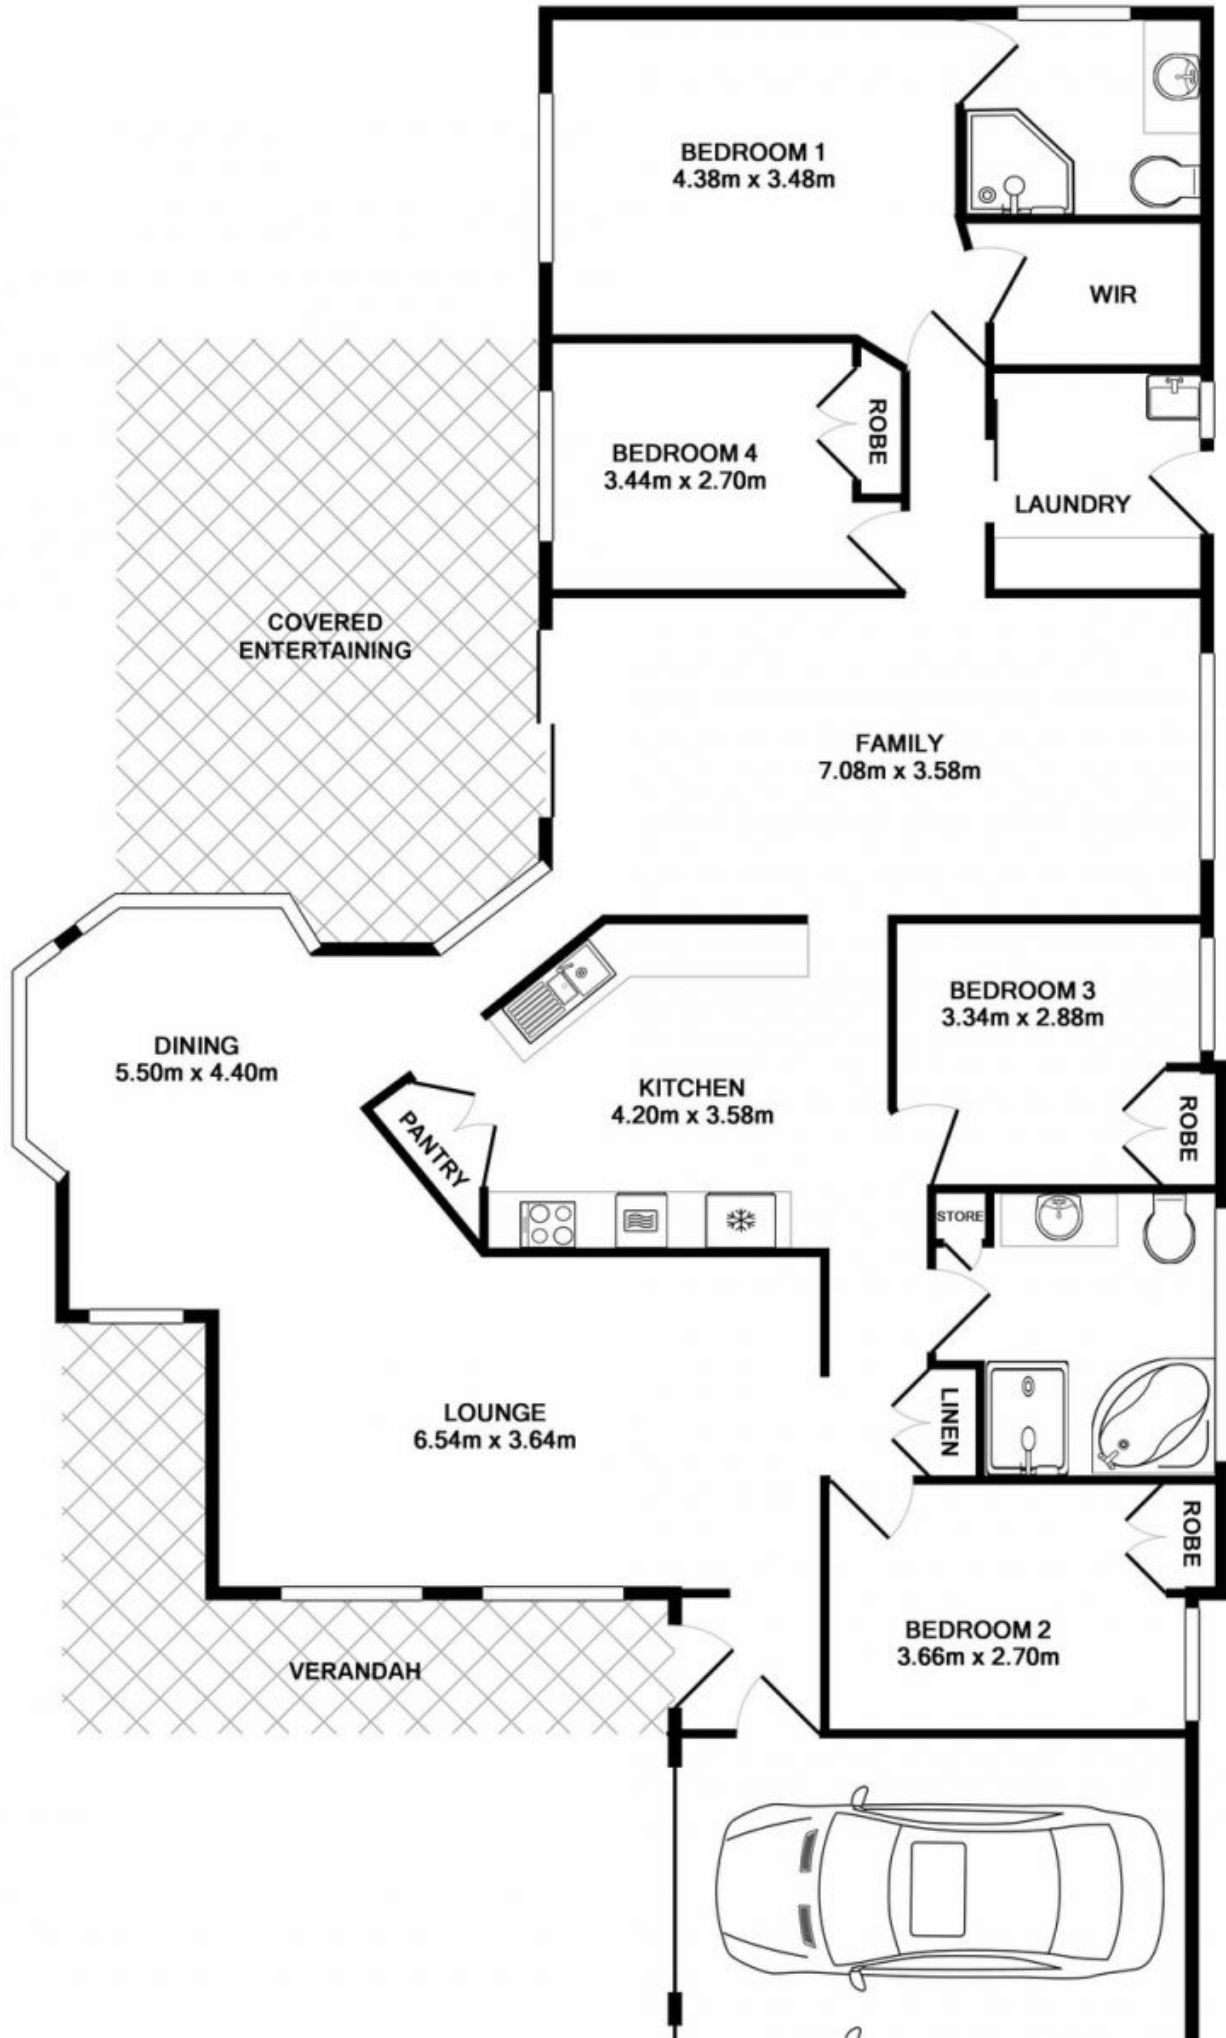 BEDROOM 1
4.38m x 3.48m
WIR
ROBE
BEDROOM 4
3.44m x 2.70m
LAUNDRY
COVERED
ENTERTAINING
FAMILY
7.08m x 3.58m
BEDROOM 3
3.34m x 2.88m
DINING
5.50m x 4.40m
KITCHEN
4.20m x 3.58m
PANTRY
ROBE
STORE
LOUNGE
6.54m x 3.64m
LINEN
ROBE
BEDROOM 2
3.66m x 2.70m
VERANDAH